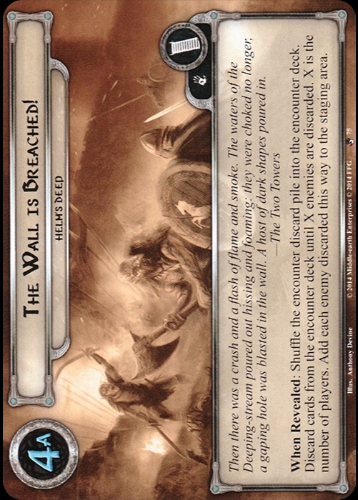 4A
THE WALL IS BREACHED!
HELM'S DEEP
Then there was a crash and a flash of flame and smoke. The waters of the
Deeping-stream poured out hissing and foaming: they were choked no longer,
a gaping hole was blasted in the wall. A host of dark shapes poured in.
—The Two Towers
When Revealed: Shuffle the encounter discard pile into the encounter deck.
Discard cards from the encounter deck until X enemies are discarded. X is the
number of players. Add each enemy discarded this way to the staging area.
Illus. Anthony Devine © 2014 Middle-earth Enterprises © 2014 FFG 75